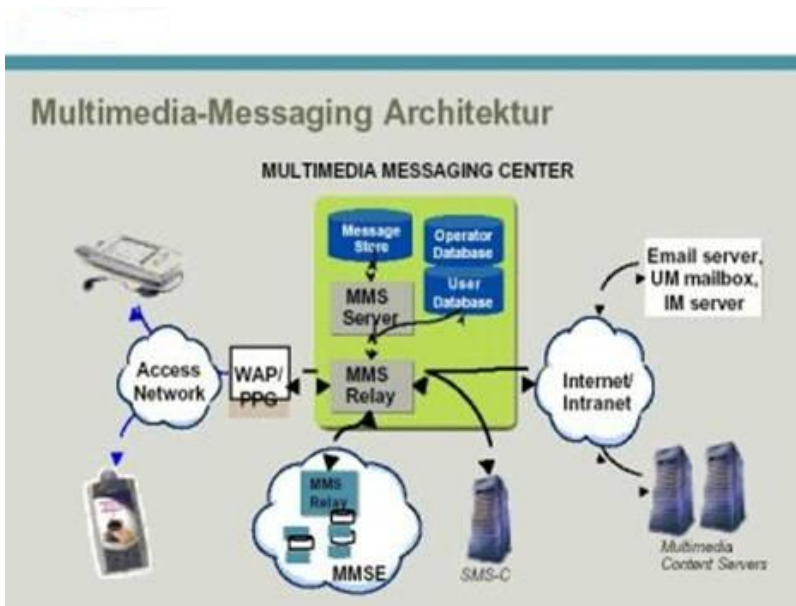 Multimedia-Messaging Architektur
MULTIMEDIA MESSAGING CENTER
Message
Store
Operator
Database
User
Database
MMS
Server
Email server,
UM mailbox,
IM server
Access
Network
WAP/
PPG
MMS
Relay
Internet/
Intranet
MMS
Relay
MMSE
SMS-C
Multimedia
Content Servers